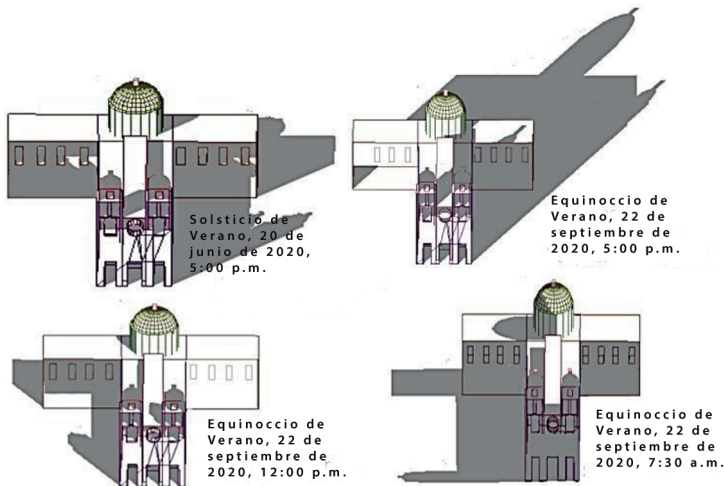 Solsticio de
Verano, 20 de
junio de 2020,
5:00 p.m.
Equinoccio de
Verano, 22 de
septiembre de
2020, 5:00 p.m.
Equinoccio de
Verano, 22 de
septiembre de
2020, 12:00 p.m.
Equinoccio de
Verano, 22 de
septiembre de
2020, 7:30 a.m.